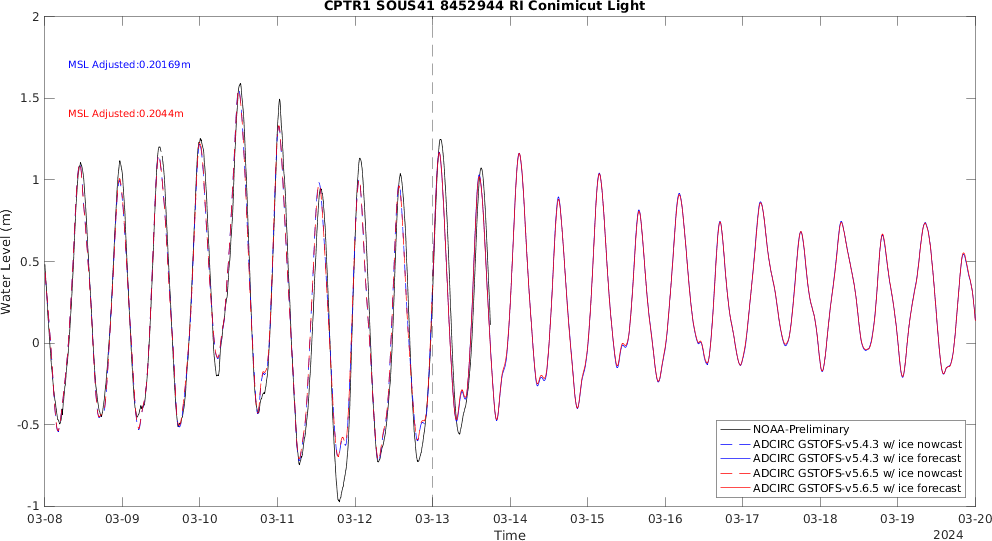 CPTR1 SOUS41 8452944 RI Conimicut Light
2
1.5
1
0.5
0
-0.5
-1
Water Level (m)
MSL Adjusted:0.20169m
MSL Adjusted:0.2044m
NOAA-Preliminary
ADCIRC GSTOFS-v5.4.3 w/ ice nowcast
ADCIRC GSTOFS-v5.4.3 w/ ice forecast
ADCIRC GSTOFS-v5.6.5 w/ ice nowcast
ADCIRC GSTOFS-v5.6.5 w/ ice forecast
03-08 03-09 03-10 03-11 03-12 03-13 03-14 03-15 03-16 03-17 03-18 03-19 03-20
Time
2024